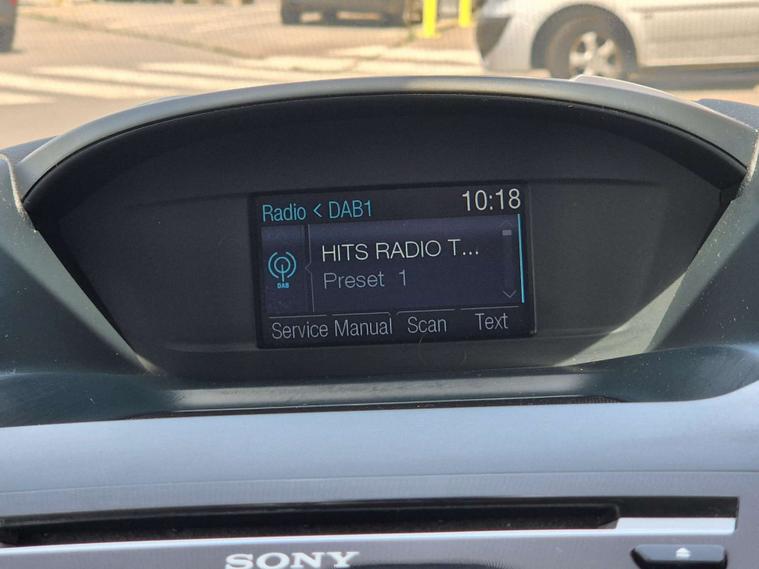 Radio < DAB1 10:18
HITS RADIO T...
DAB
Preset 1
Service Manual Scan Text
SONY